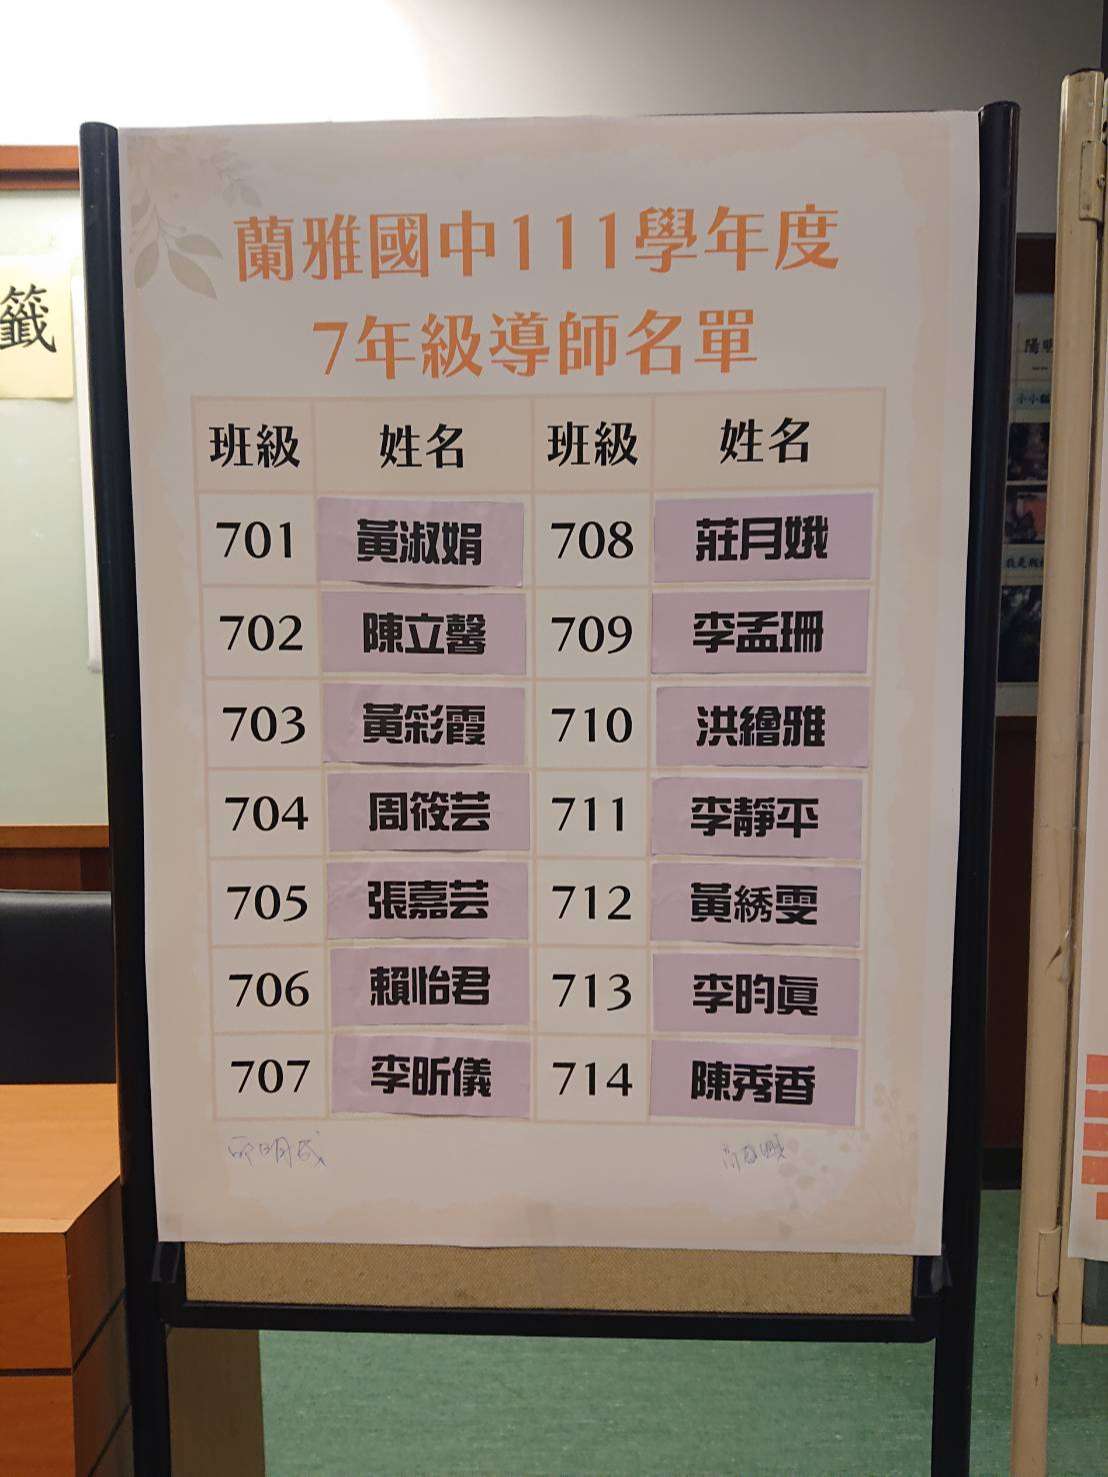 蘭雅國中111學年度
7年級導師名單
班級 姓名 班級 姓名
701 黃淑娟 708 莊月娥
702 陳立馨 709 李孟珊
703 黃彩霞 710 洪繪雅
704 周筱芸 711 李靜平
705 張嘉芸 712 黃綉雯
706 賴怡君 713 李昀真
707 李昕儀 714 陳秀香
籤